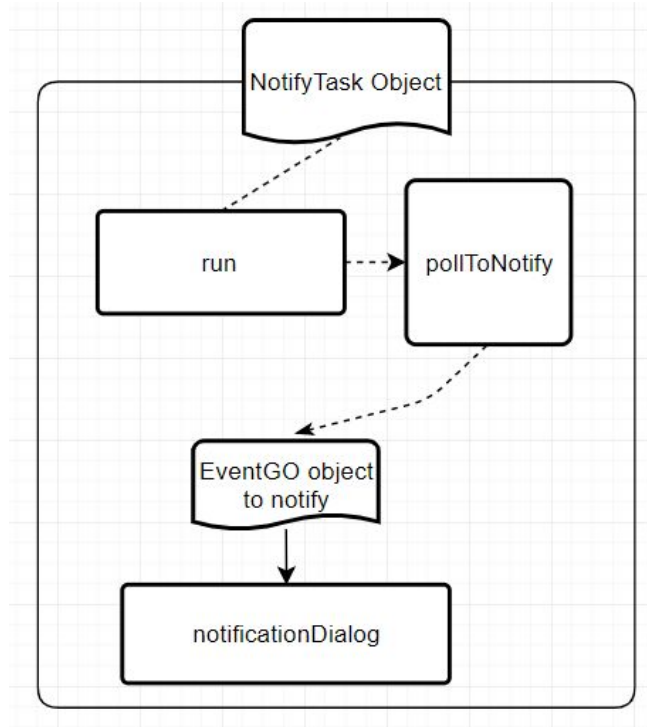 NotifyTask Object
run
pollToNotify
EventGO object
to notify
notificationDialog